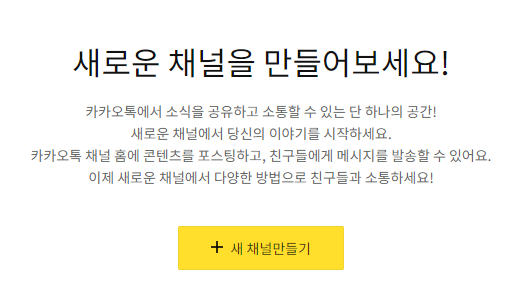 새로운 채널을 만들어보세요!
카카오톡에서 소식을 공유하고 소통할 수 있는 단 하나의 공간!
새로운 채널에서 당신의 이야기를 시작하세요.
카카오톡 채널 홈에 콘텐츠를 포스팅하고, 친구들에게 메시지를 발송할 수 있어요.
이제 새로운 채널에서 다양한 방법으로 친구들과 소통하세요!
+ 새 채널만들기